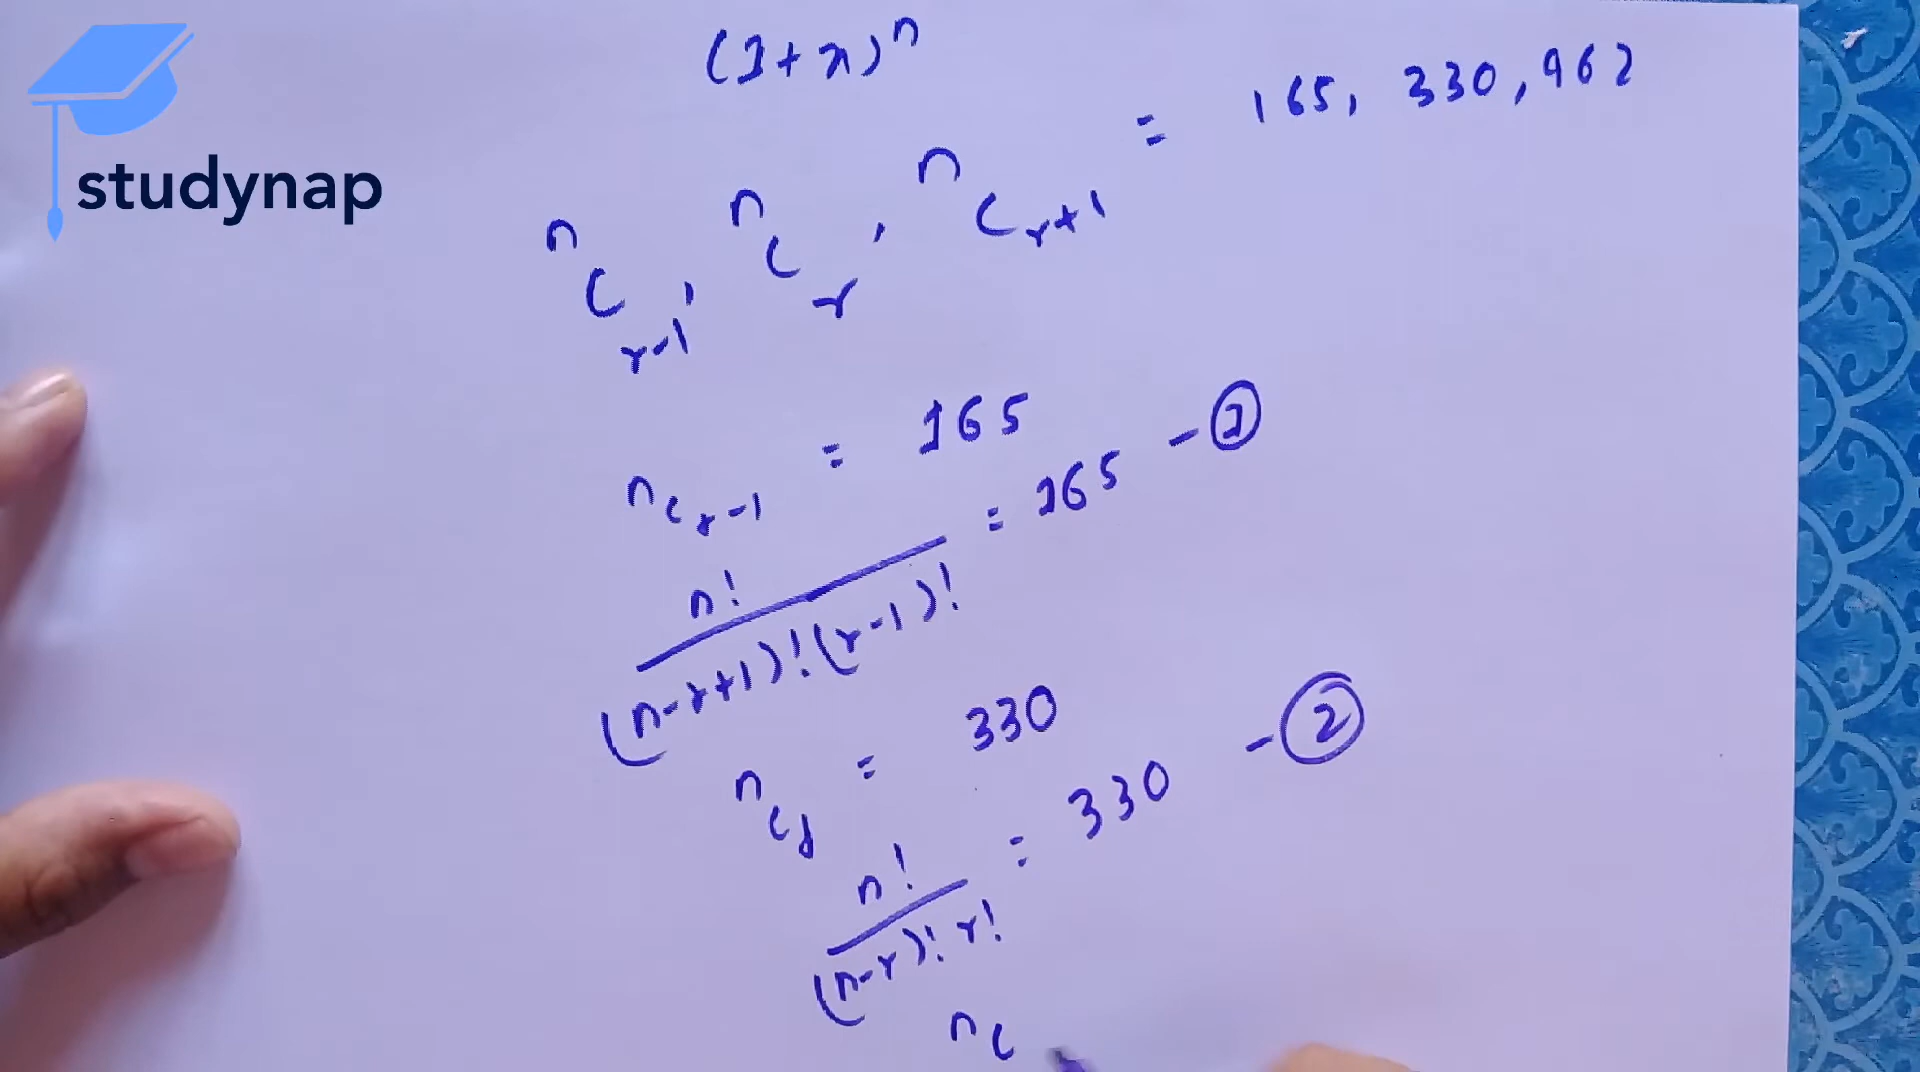 studynap
(1+x)ⁿ
ⁿCᵣ₋₁, ⁿCᵣ, ⁿCᵣ₊₁ = 165, 330, 462
ⁿCᵣ₋₁ = 165
n!/(n-r+1)!(r-1)! = 165 - ①
ⁿCᵣ = 330
n!/(n-r)! r! = 330 - ②
ⁿC